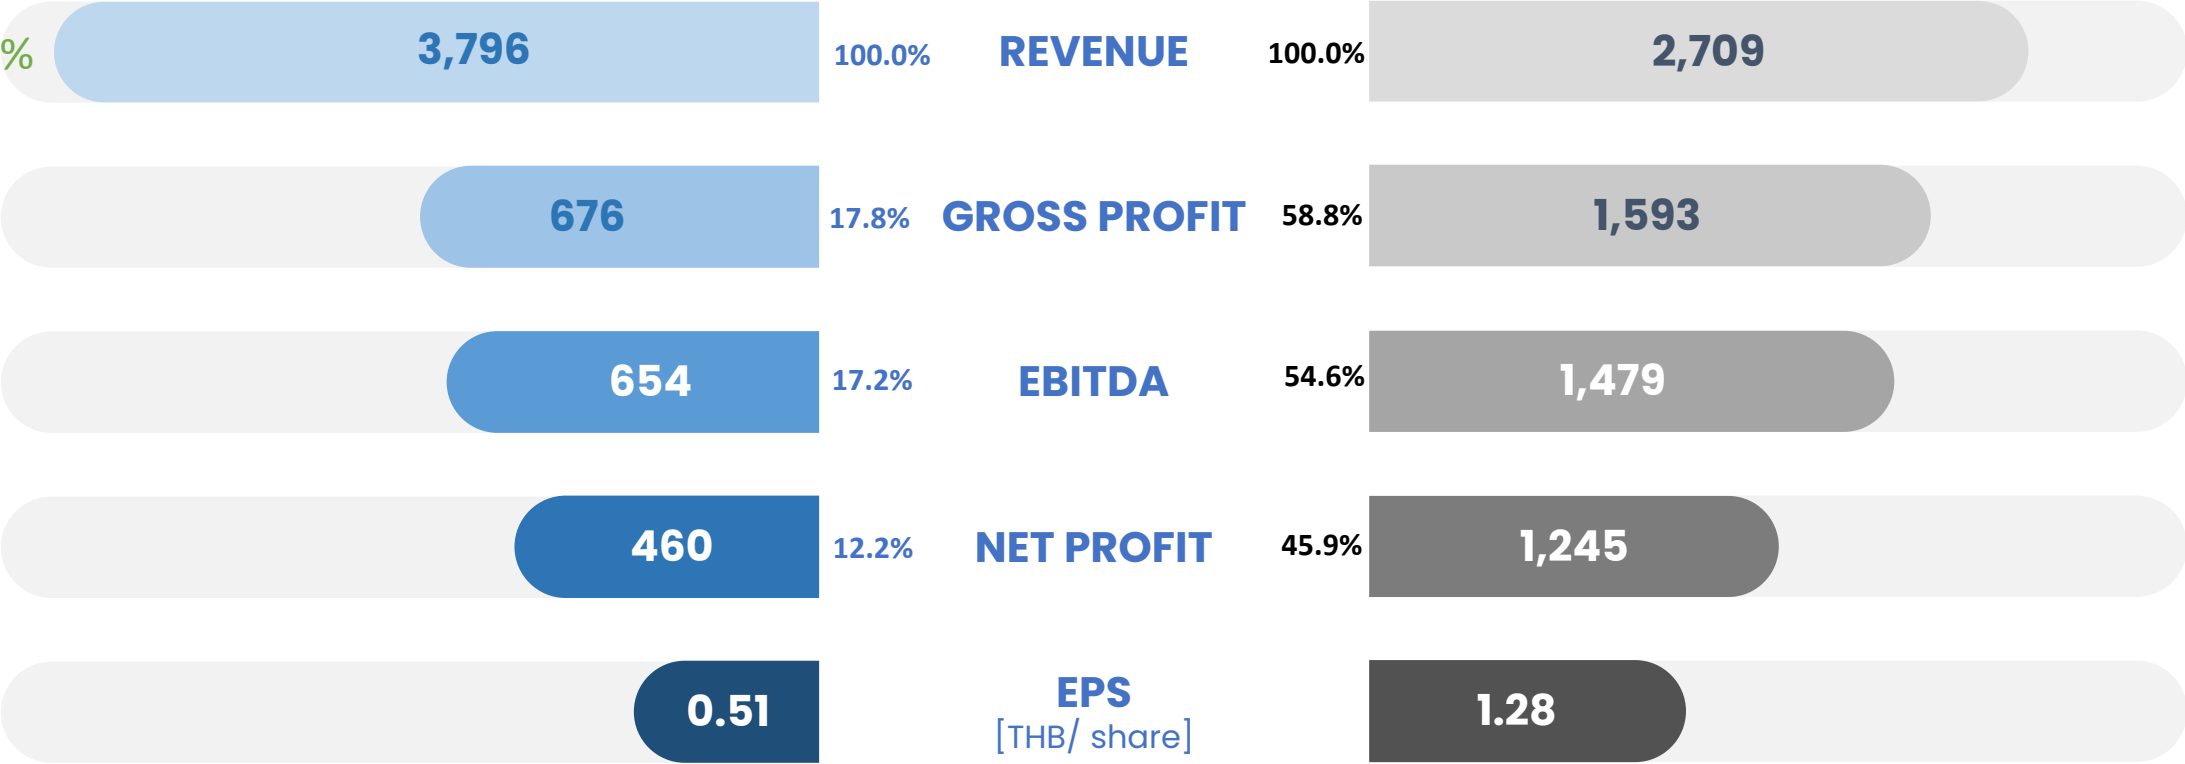 % 3,796 100.0% REVENUE 100.0% 2,709
676 17.8% GROSS PROFIT 58.8% 1,593
654 17.2% EBITDA 54.6% 1,479
460 12.2% NET PROFIT 45.9% 1,245
0.51 EPS 1.28
[THB/ share]